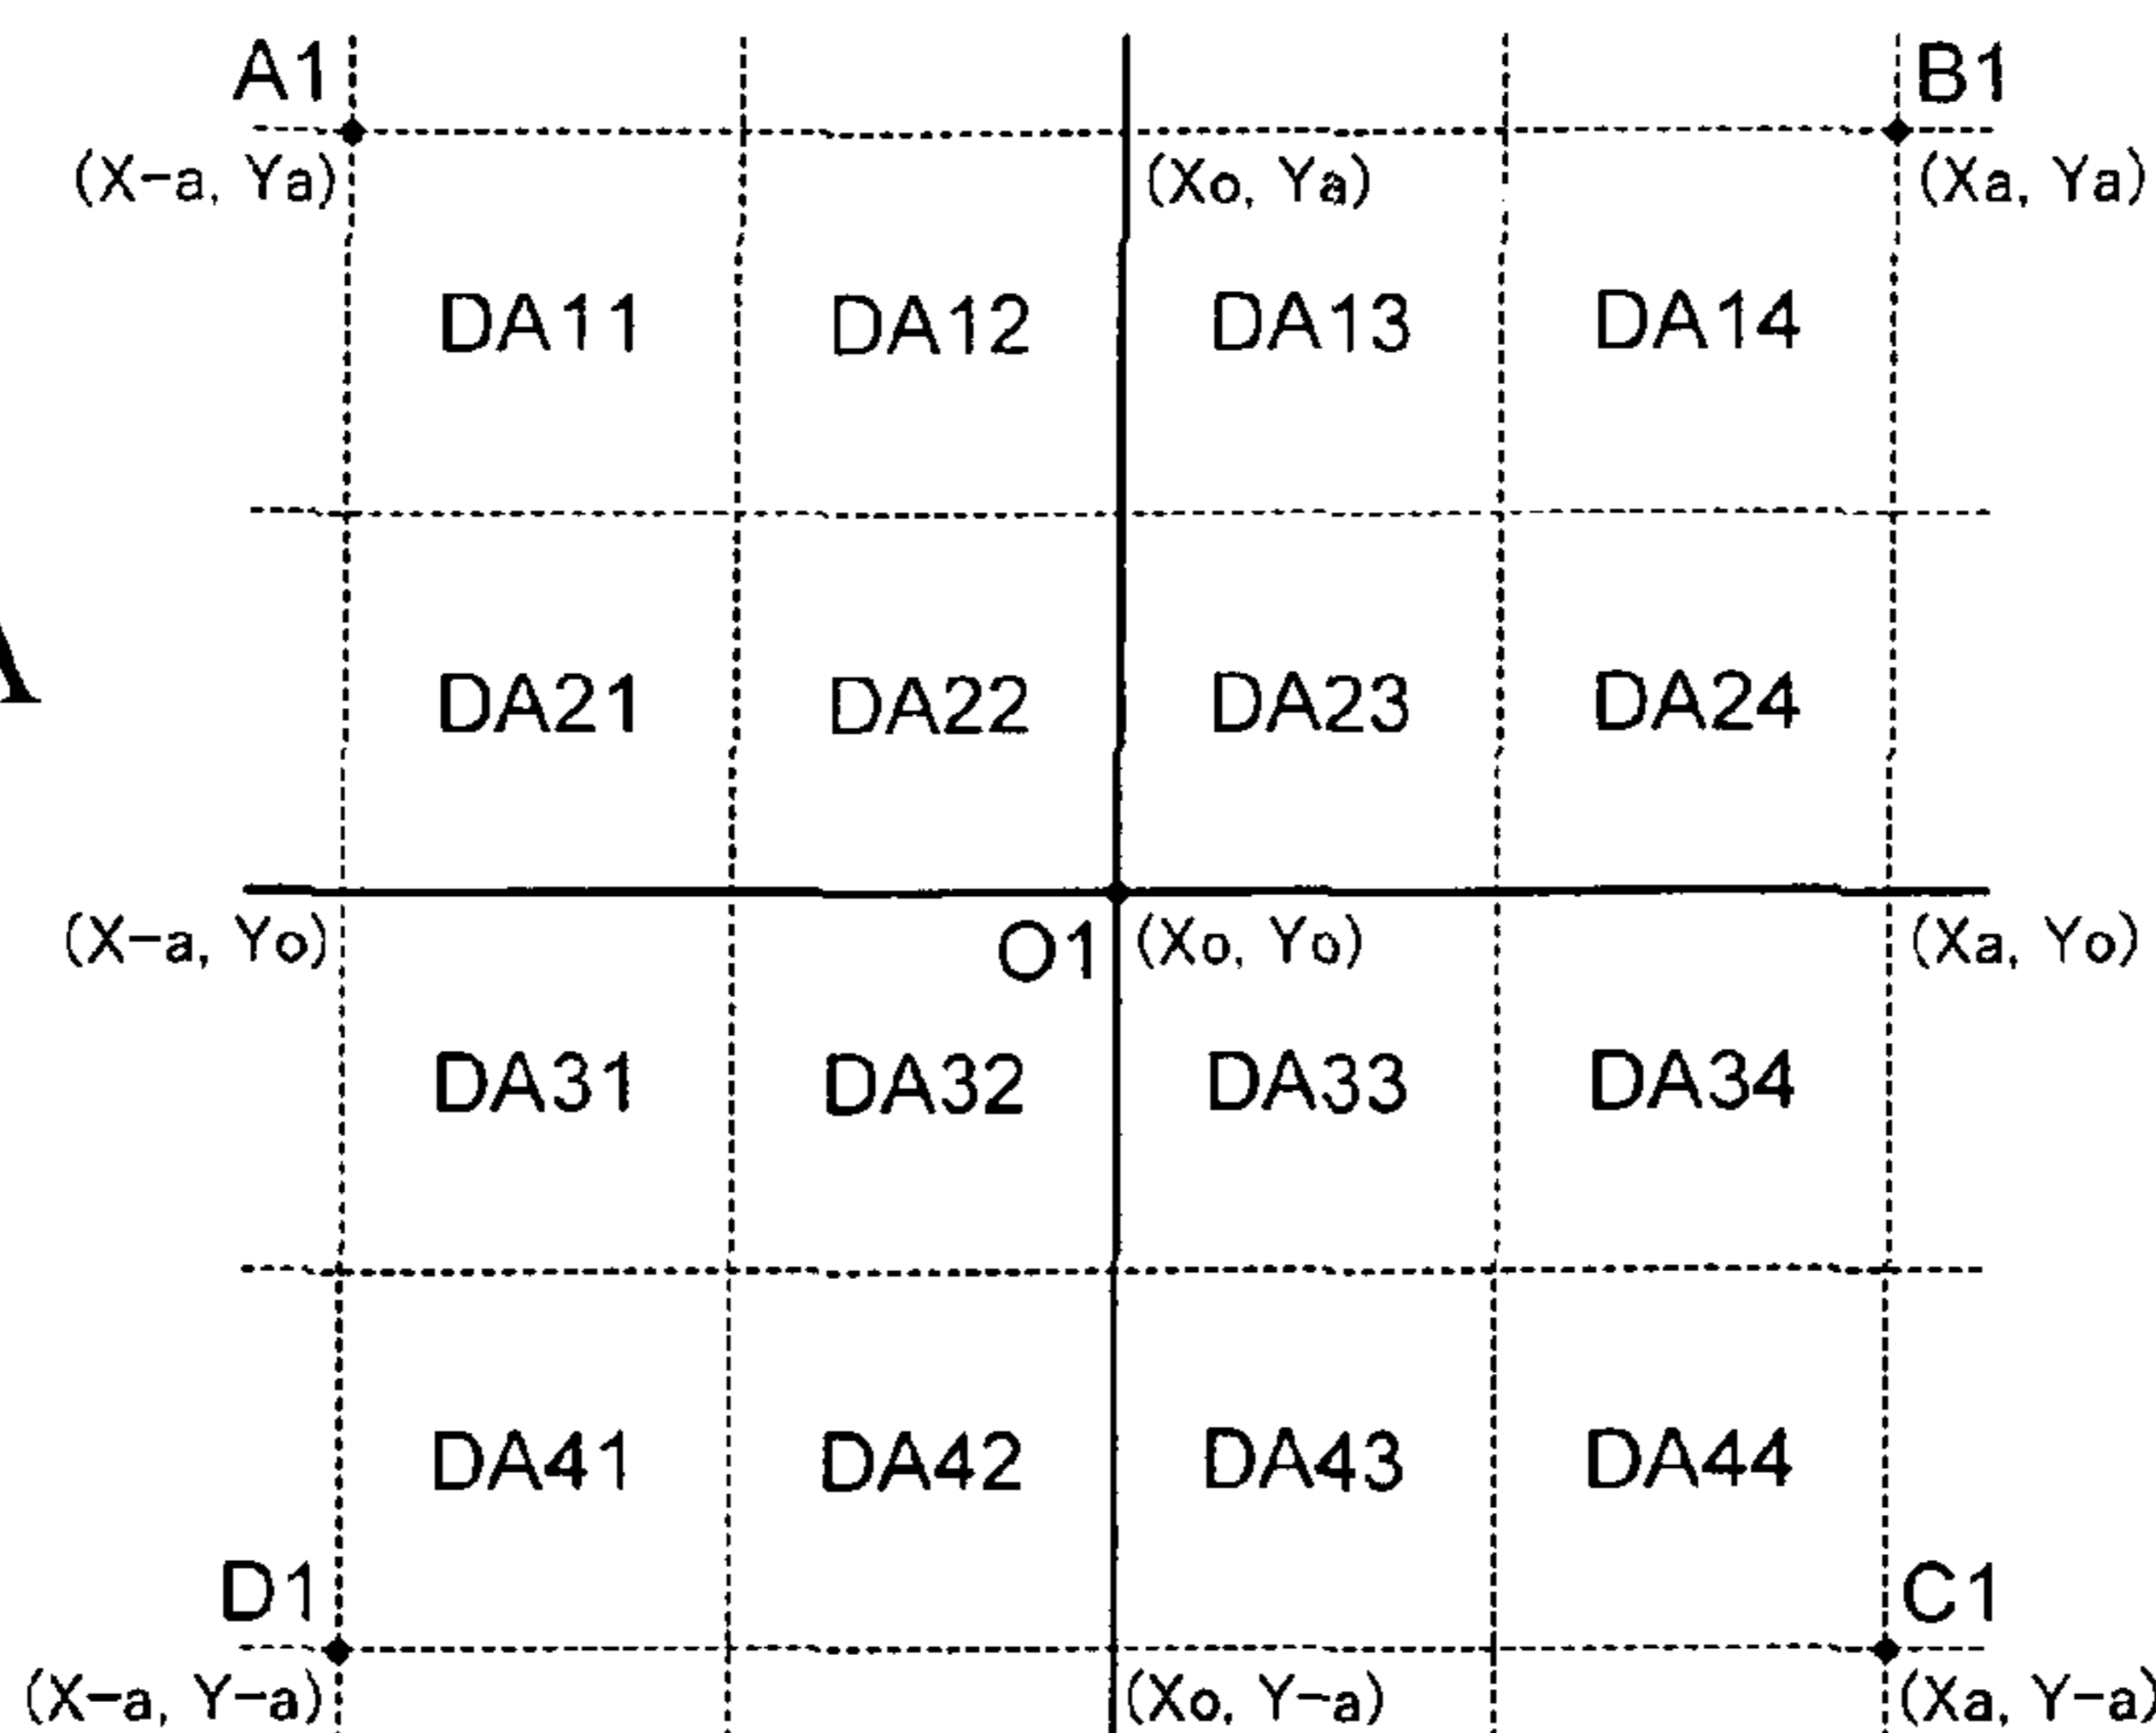 A1 B1
(X-a, Ya) (Xo, Ya) (Xa, Ya)
DA11 DA12 DA13 DA14
DA21 DA22 DA23 DA24
(X-a, Yo) O1 (Xo, Yo) (Xa, Yo)
DA31 DA32 DA33 DA34
DA41 DA42 DA43 DA44
D1 C1
(X-a, Y-a) (Xo, Y-a) (Xa, Y-a)